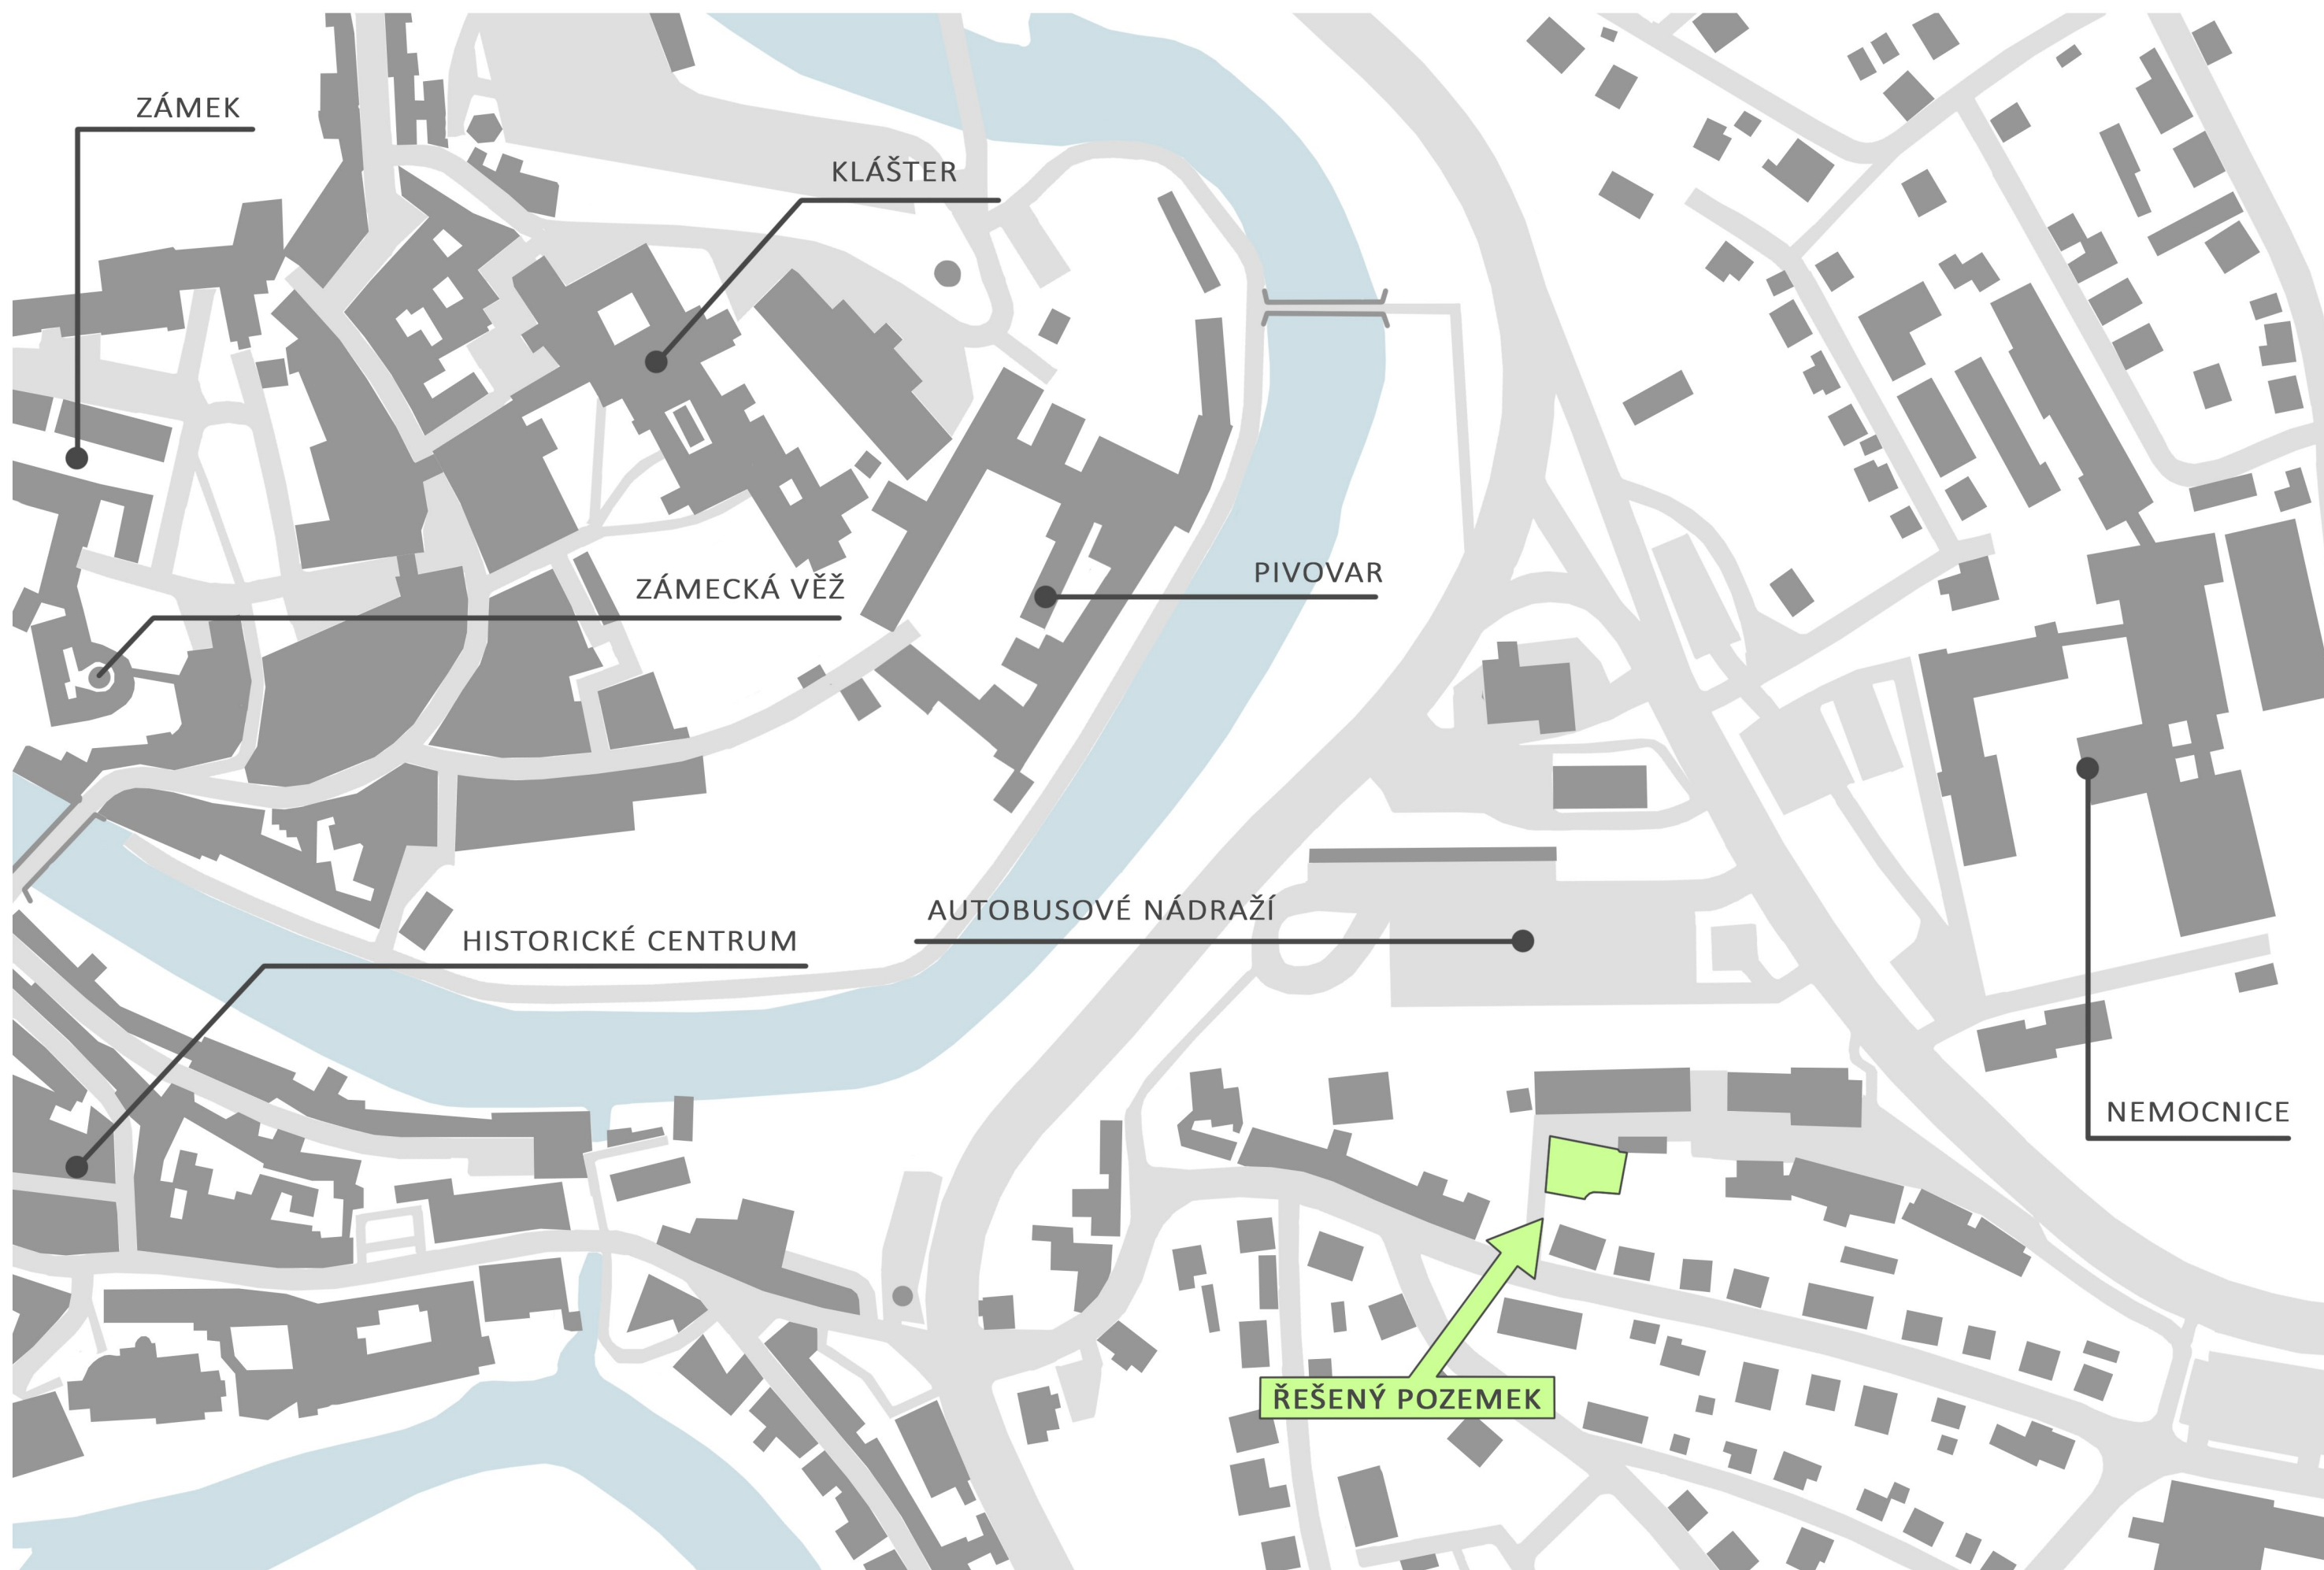 ZÁMEK
KLÁŠTER
PIVOVAR
ZÁMECKÁ VĚŽ
AUTOBUSOVÉ NÁDRAŽÍ
HISTORICKÉ CENTRUM
NEMOCNICE
ŘEŠENÝ POZEMEK